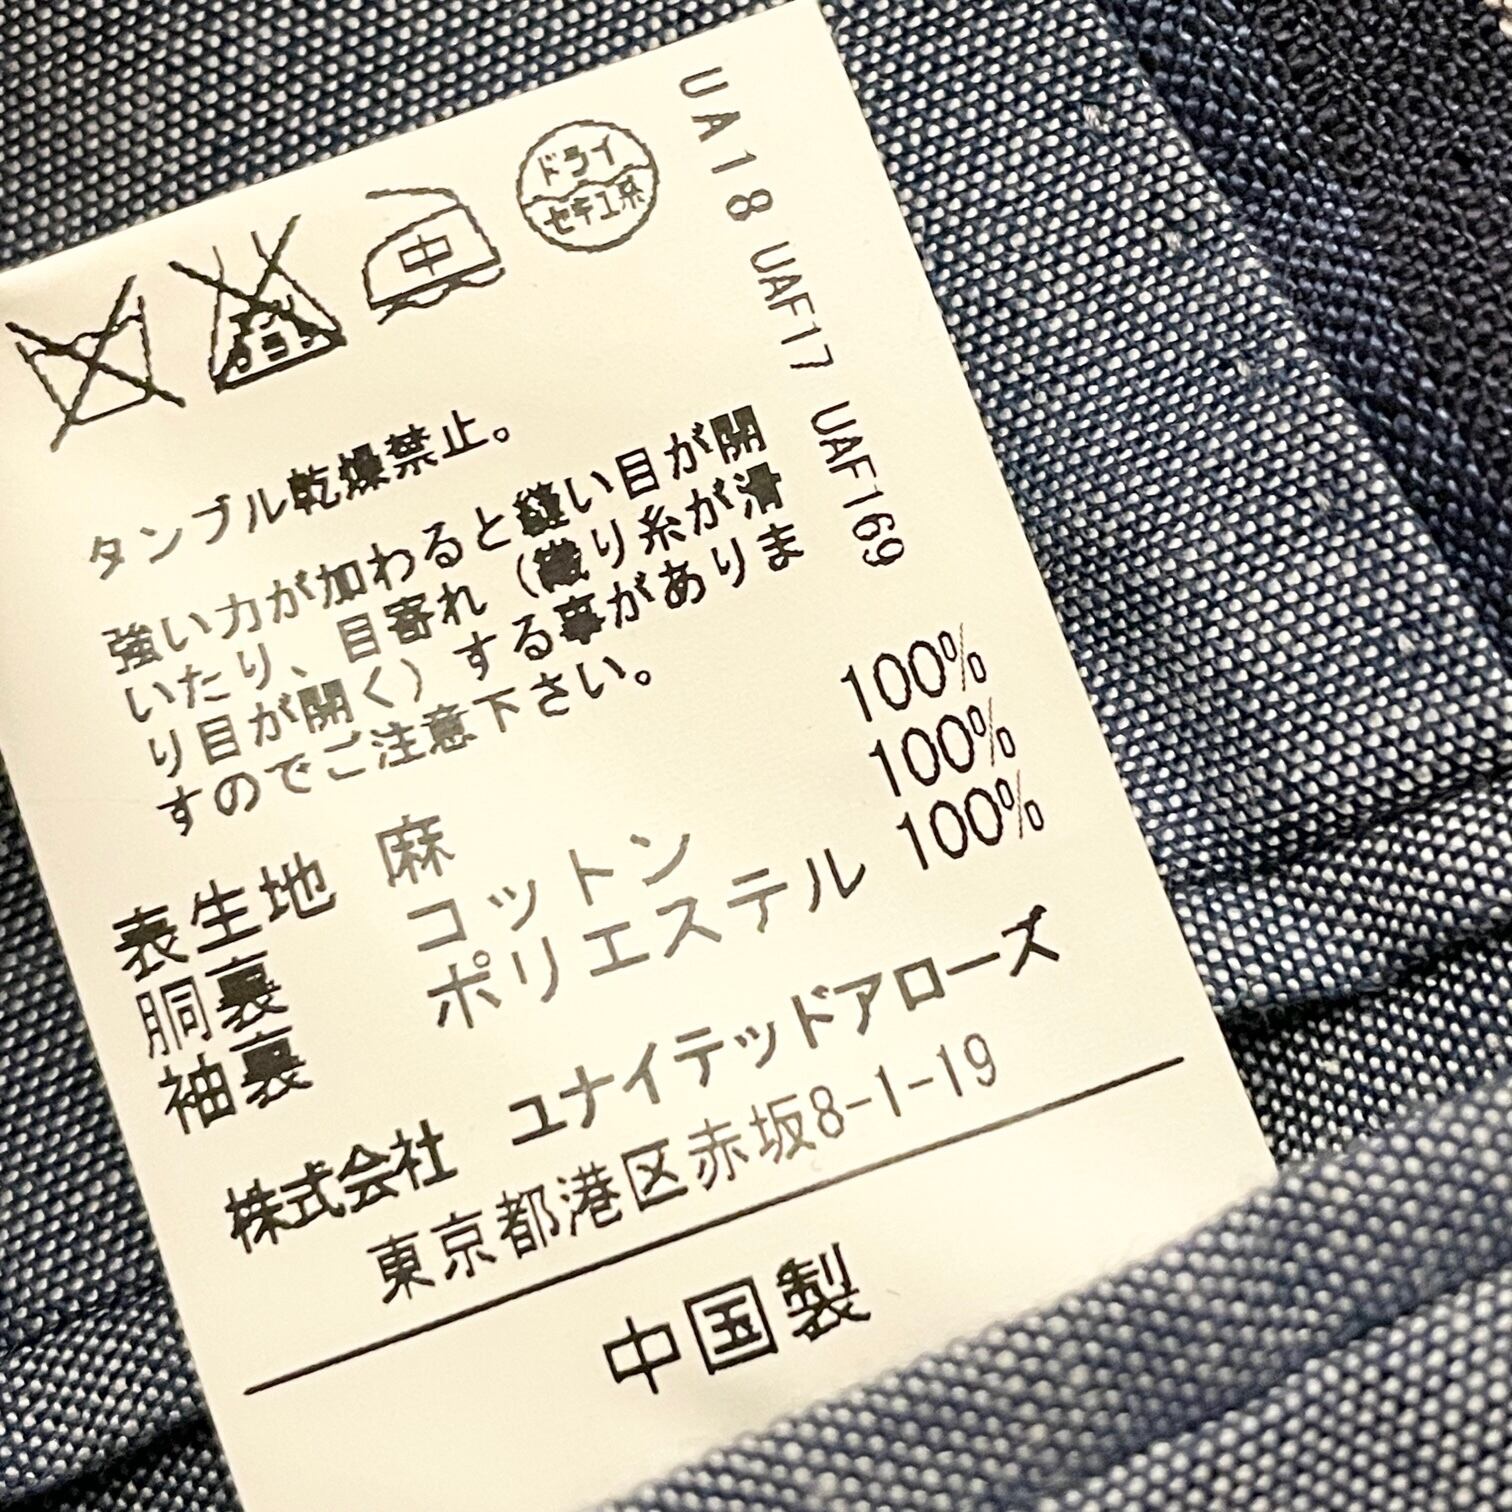 UA18 UAF17 UAF169
ドライ
セキユ系
中
タンブル乾燥禁止。
強い力が加わると縫い目が開
いたり、目寄れ（織り糸が滑
り目が開く）する事がありま
すのでご注意下さい。
表生地 麻 100%
胴裏 コットン 100%
袖裏 ポリエステル 100%
株式会社 ユナイテッドアローズ
東京都港区赤坂8-1-19
中国製